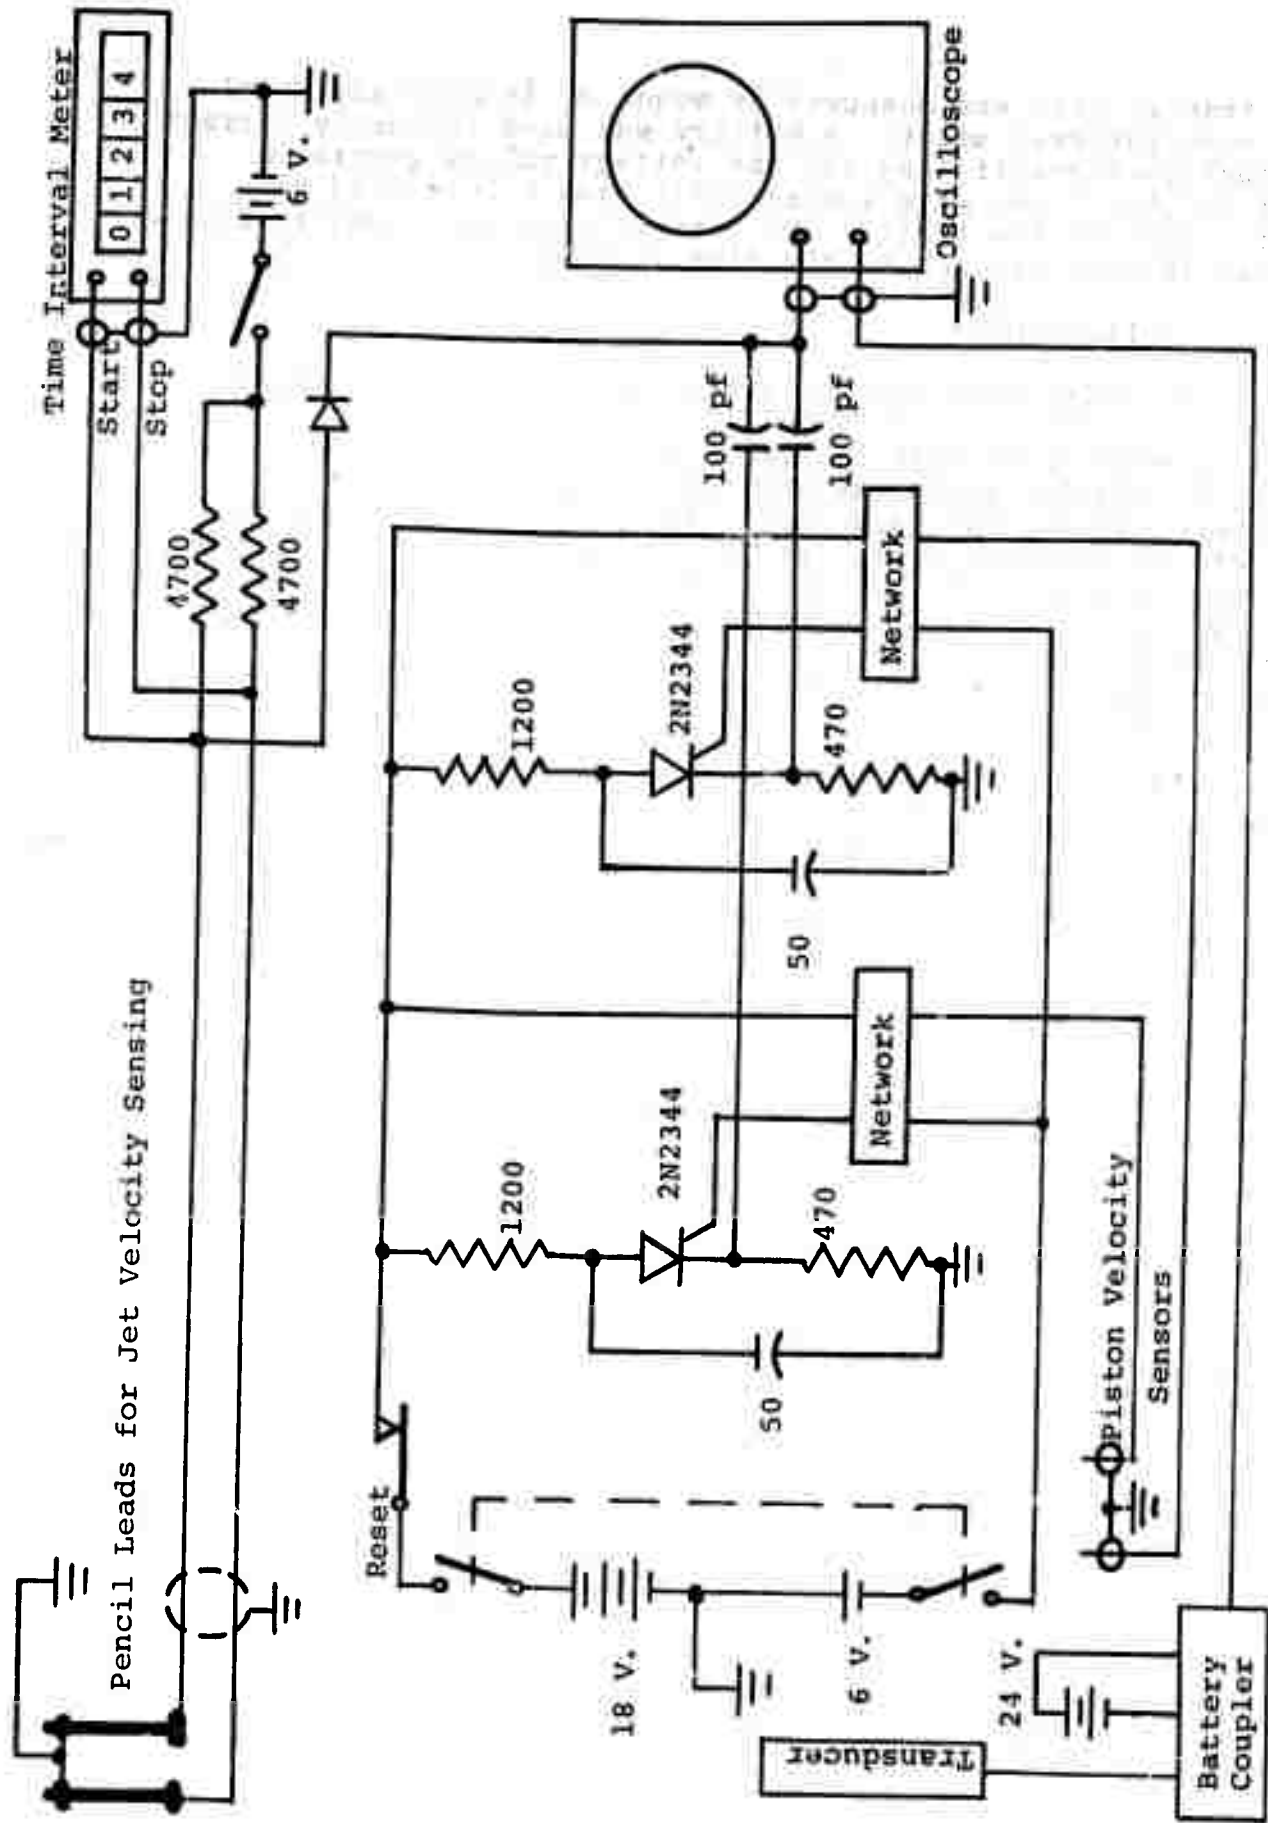 Time Interval Meter
0 1 2 3 4
Start
Stop
6 V.
4700
4700
Pencil Leads for Jet Velocity Sensing
Oscilloscope
100 pf
100 pf
Reset
1200
2N2344
470
50
Network
1200
2N2344
470
50
Network
18 V.
6 V.
24 V.
Piston Velocity
Sensors
Transducer
Battery
Coupler